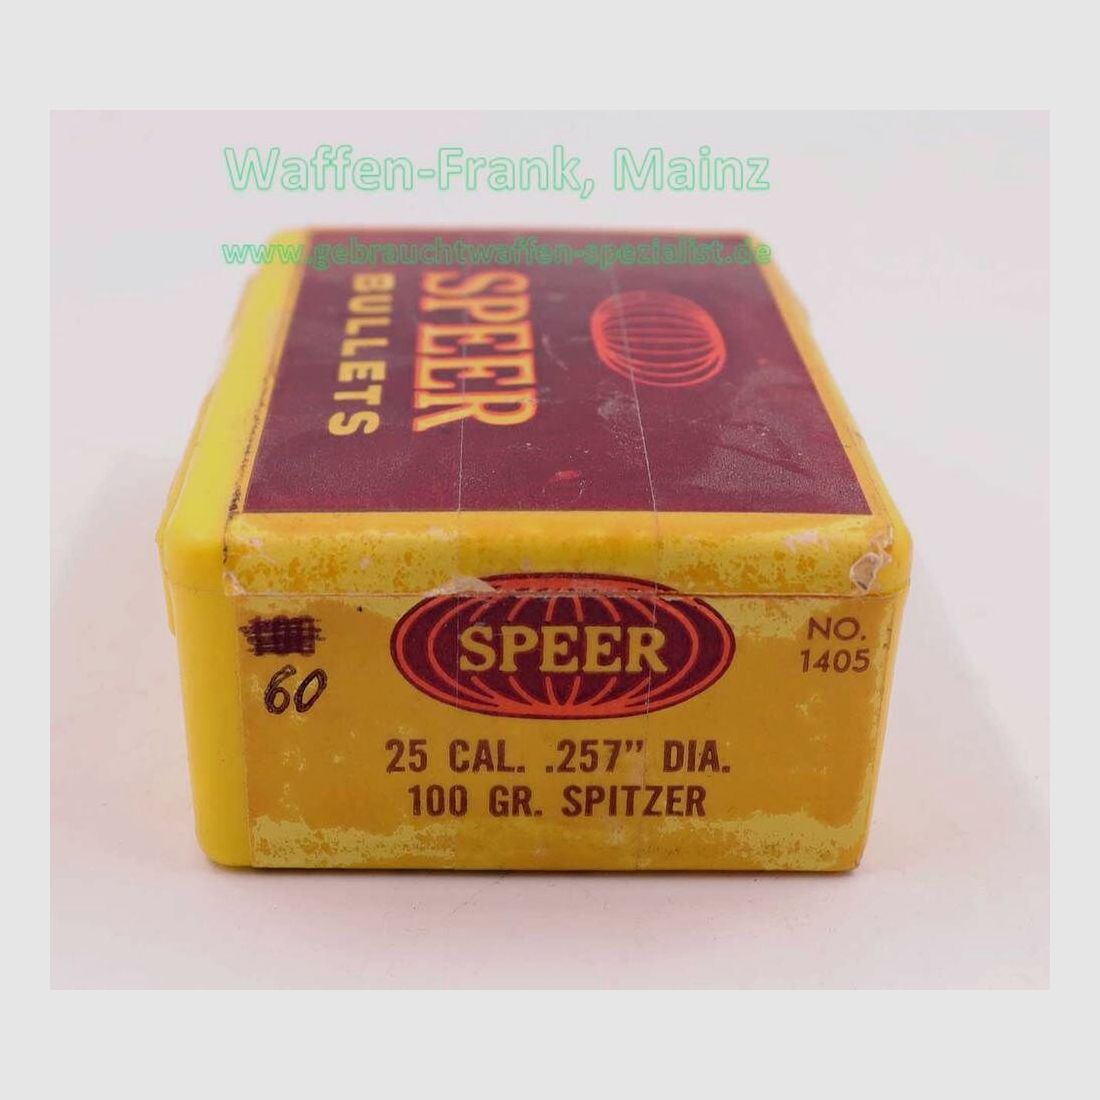 Waffen-Frank, Mainz
www.gebrauchtwaffen-spezialist.de
SPEER
BULLETS
SPEER
NO.
1405
60
25 CAL. .257” DIA.
100 GR. SPITZER